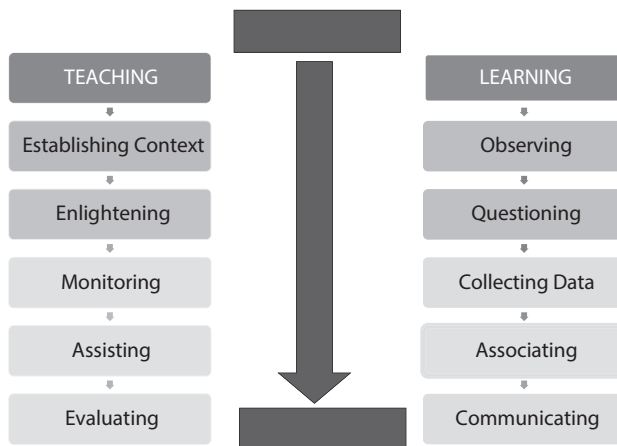 TEACHING
Establishing Context
Enlightening
Monitoring
Assisting
Evaluating
LEARNING
Observing
Questioning
Collecting Data
Associating
Communicating